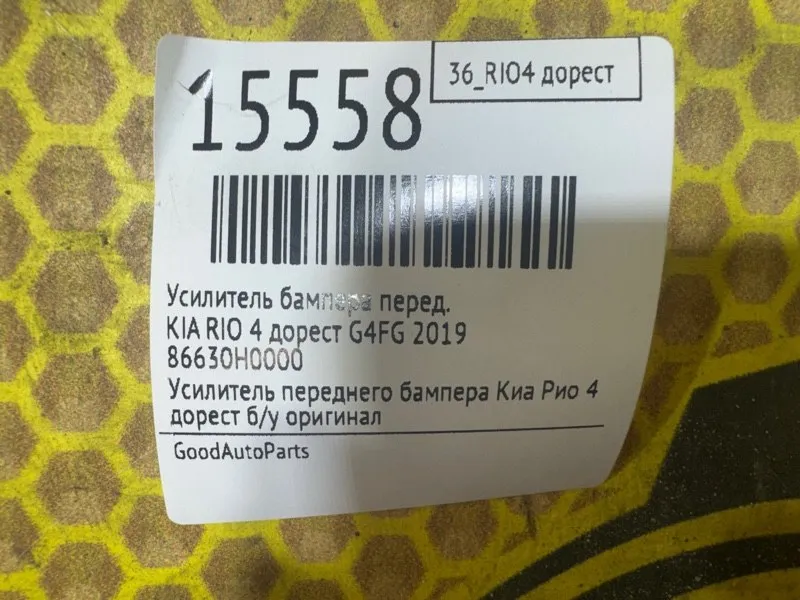 15558
36_RIO4 дорест
Усилитель бампера перед.
KIA RIO 4 дорест G4FG 2019
86630H0000
Усилитель переднего бампера Киа Рио 4
дорест б/у оригинал
GoodAutoParts